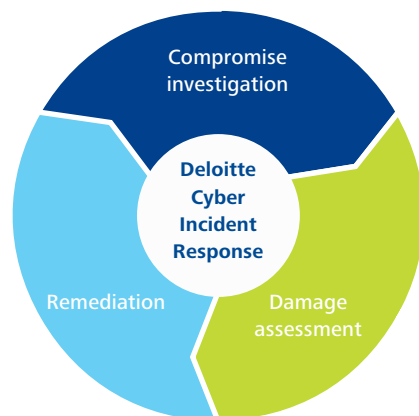 Compromise
investigation
Deloitte
Cyber
Incident
Response
Remediation
Damage
assessment